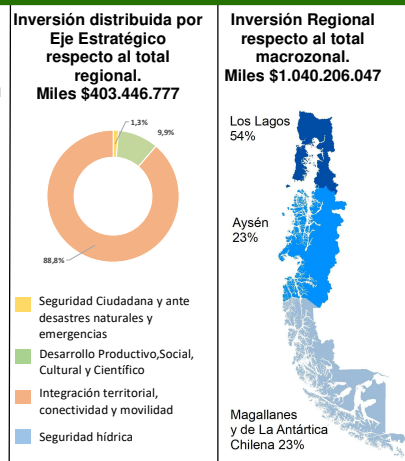 Inversión distribuida por
Eje Estratégico
respecto al total
regional.
Miles $403.446.777
1,3%
9,9%
88,8%
Seguridad Ciudadana y ante
desastres naturales y
emergencias
Desarrollo Productivo,Social,
Cultural y Científico
Integración territorial,
conectividad y movilidad
Seguridad hídrica
Inversión Regional
respecto al total
macrozonal.
Miles $1.040.206.047
Los Lagos
54%
Aysén
23%
Magallanes
y de La Antártica
Chilena 23%